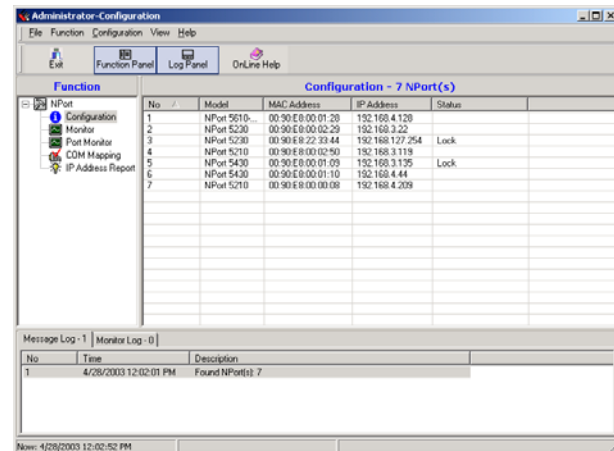 Administrator-Configuration
File Function Configuration View Help
Exit Function Panel Log Panel OnLine Help
Function
Configuration - 7 NPort(s)
NPort
Configuration
Monitor
Port Monitor
COM Mapping
IP Address Report
No Model MAC Address IP Address Status
1 NPort 5610-... 00:90:E8:00:01:28 192.168.4.128
2 NPort 5230 00:90:E8:00:02:29 192.168.3.22
3 NPort 5230 00:90:E8:22:33:44 192.168.127.254 Lock
4 NPort 5210 00:90:E8:00:02:50 192.168.3.119
5 NPort 5430 00:90:E8:00:01:09 192.168.3.135 Lock
6 NPort 5430 00:90:E8:00:01:10 192.168.4.44
7 NPort 5210 00:90:E8:00:00:08 192.168.4.209
Message Log - 1 Monitor Log - 0
No Time Description
1 4/28/2003 12:02:01 PM Found NPort(s): 7
Now: 4/28/2003 12:02:52 PM